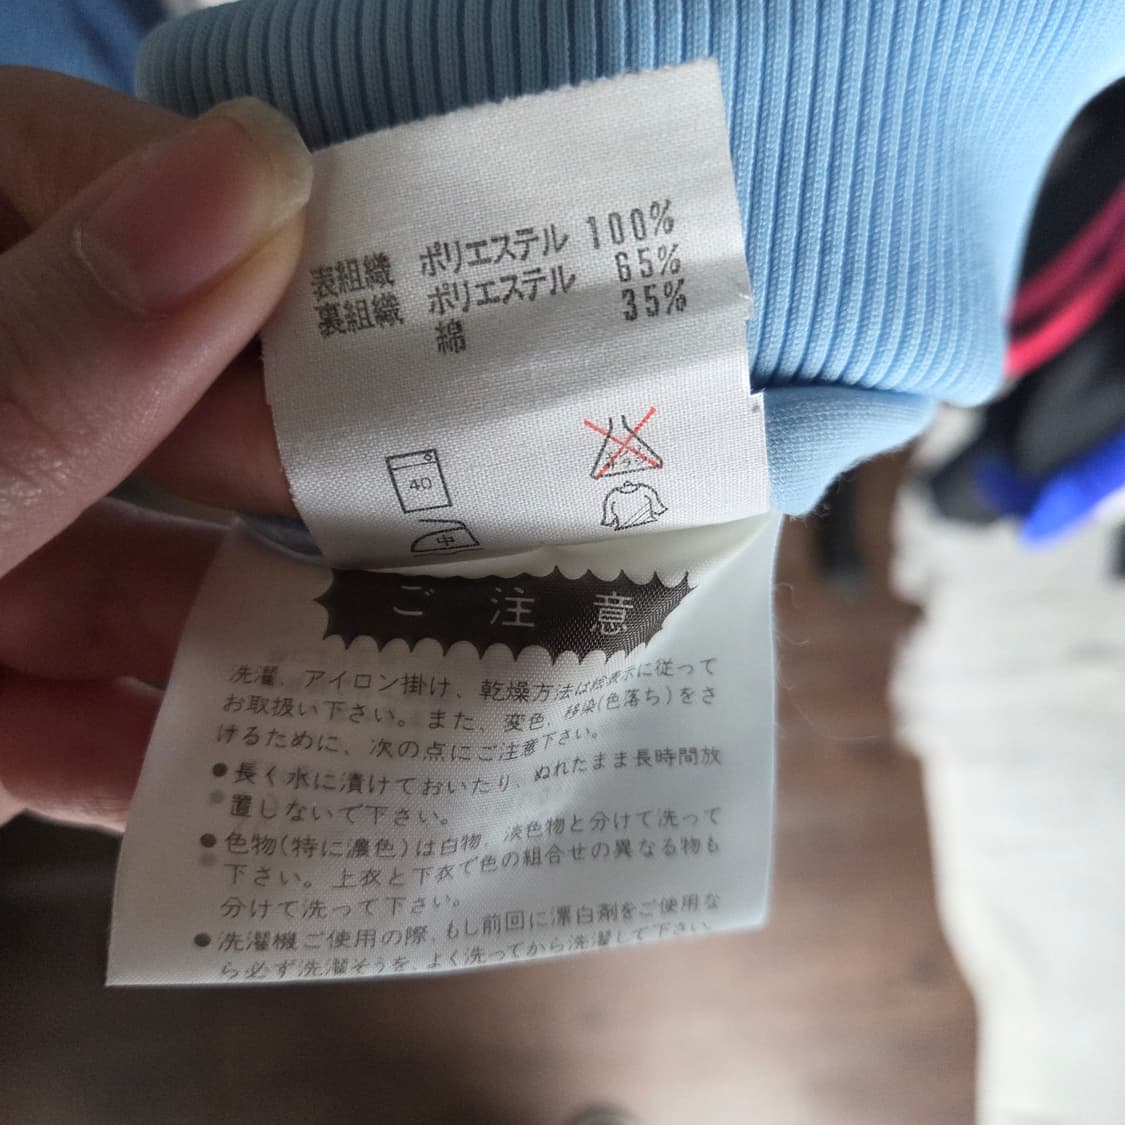 表組織 ポリエステル 100%
裏組織 ポリエステル 65%
綿 35%
40
中
ご注意
洗濯、アイロン掛け、乾燥方法は絵表示に従って
お取扱い下さい。また、変色、移染(色落ち)をさ
けるために、次の点にご注意下さい。
●長く水に漬けておいたり、ぬれたまま長時間放
置しないで下さい。
●色物(特に濃色)は白物、淡色物と分けて洗って
下さい。上衣と下衣で色の組合せの異なる物も
分けて洗って下さい。
●洗濯機ご使用の際、もし前回に漂白剤をご使用な
ら必ず洗濯そうを、よく洗ってから洗濯して下さい。